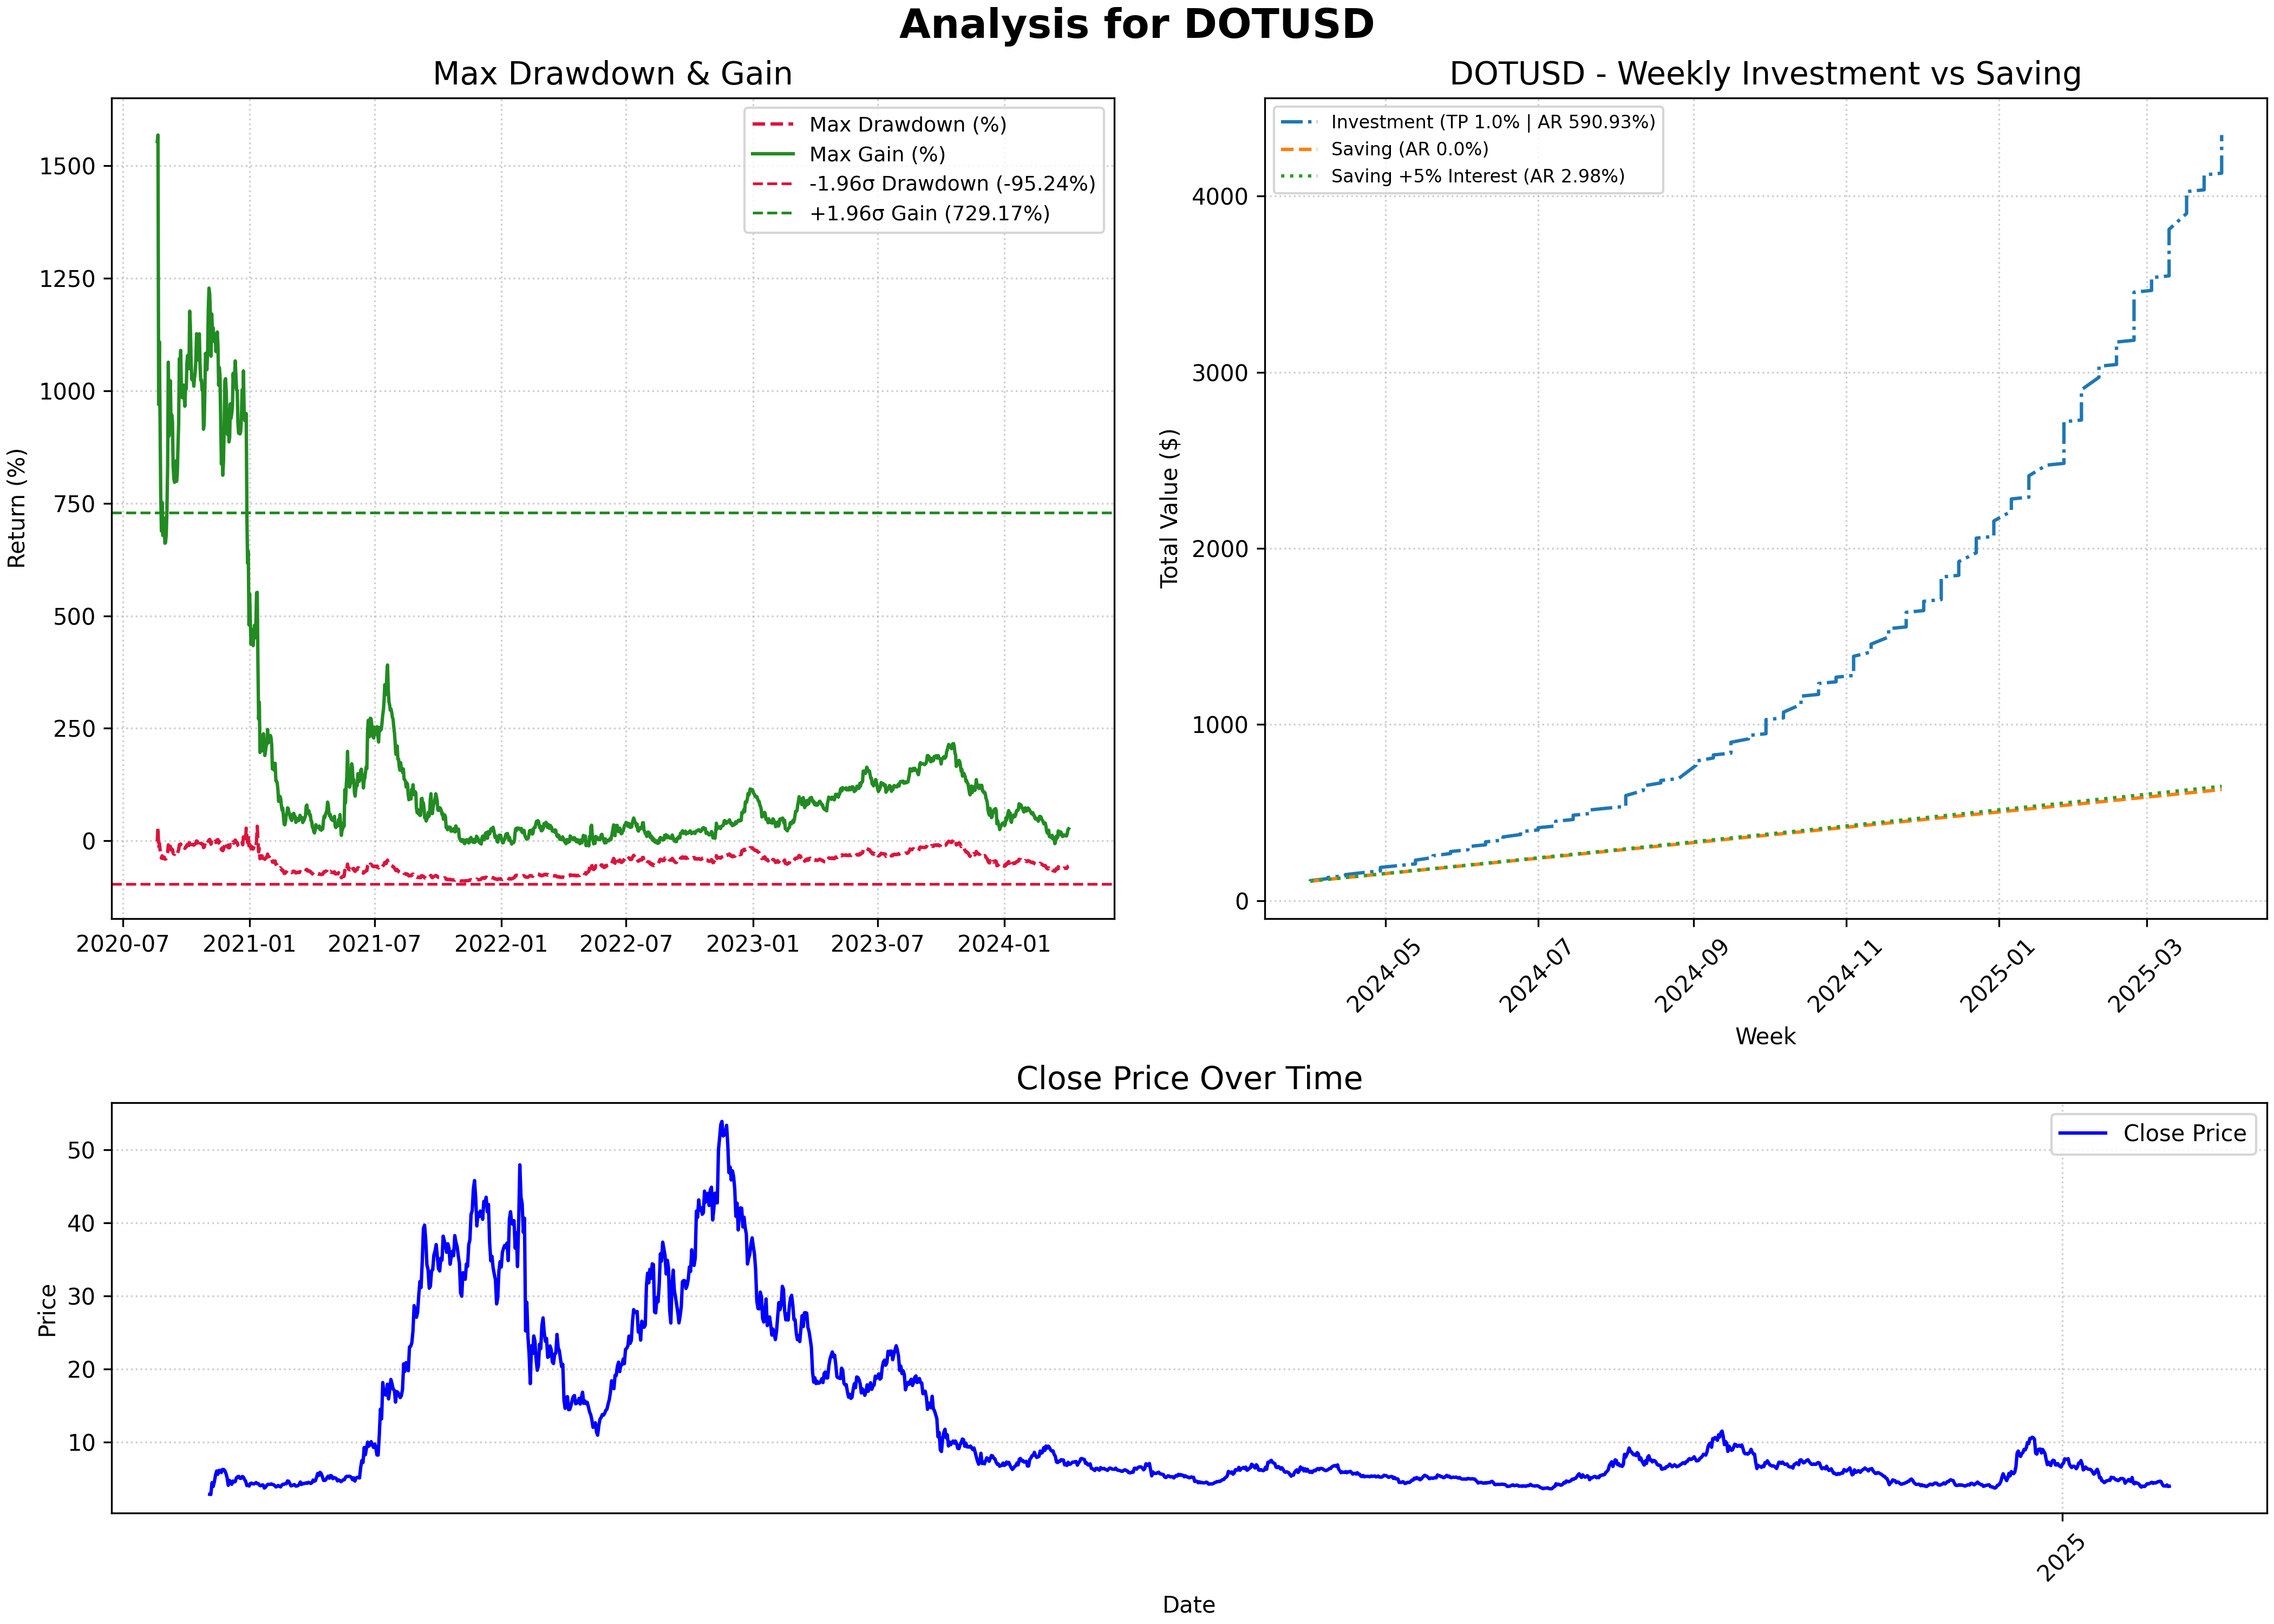 Analysis for DOTUSD
Max Drawdown & Gain
Return (%)
1500
1250
1000
750
500
250
0
2020-07
2021-01
2021-07
2022-01
2022-07
2023-01
2023-07
2024-01
Max Drawdown (%)
Max Gain (%)
-1.96σ Drawdown (-95.24%)
+1.96σ Gain (729.17%)
DOTUSD - Weekly Investment vs Saving
Total Value ($)
4000
3000
2000
1000
0
Investment (TP 1.0% | AR 590.93%)
Saving (AR 0.0%)
Saving +5% Interest (AR 2.98%)
2024-05
2024-07
2024-09
2024-11
2025-01
2025-03
Week
Close Price Over Time
Price
50
40
30
20
10
Close Price
2025
Date